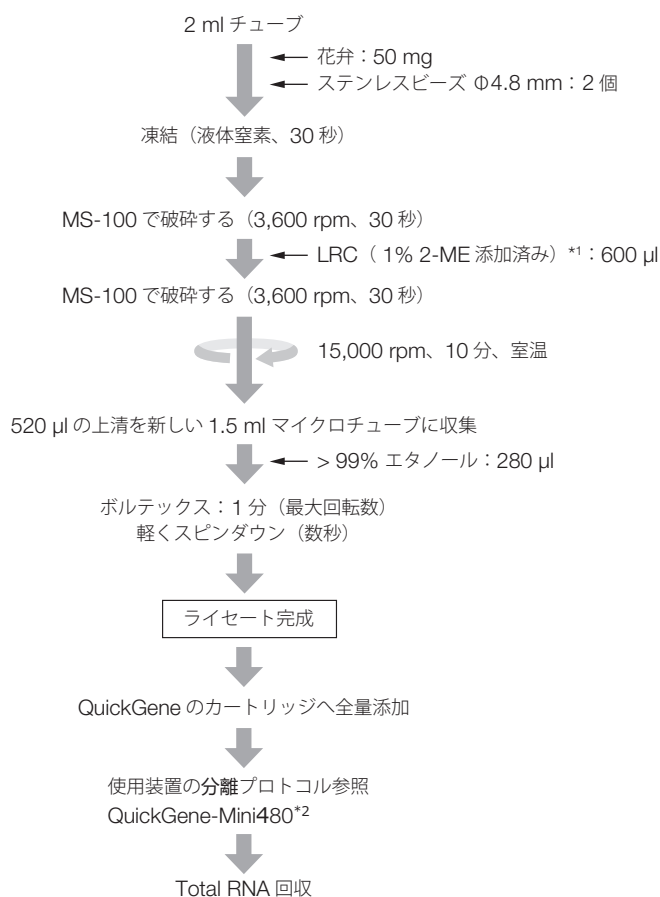 2 ml チューブ
花弁：50 mg
ステンレスビーズ Φ4.8 mm：2 個
凍結（液体窒素、30 秒）
MS-100 で破砕する（3,600 rpm、30 秒）
LRC（ 1% 2-ME 添加済み）*1：600 µl
MS-100 で破砕する（3,600 rpm、30 秒）
15,000 rpm、10 分、室温
520 µl の上清を新しい 1.5 ml マイクロチューブに収集
> 99% エタノール：280 µl
ボルテックス：1 分（最大回転数）
軽くスピンダウン（数秒）
ライセート完成
QuickGene のカートリッジへ全量添加
使用装置の分離プロトコル参照
QuickGene-Mini480*2
Total RNA 回収